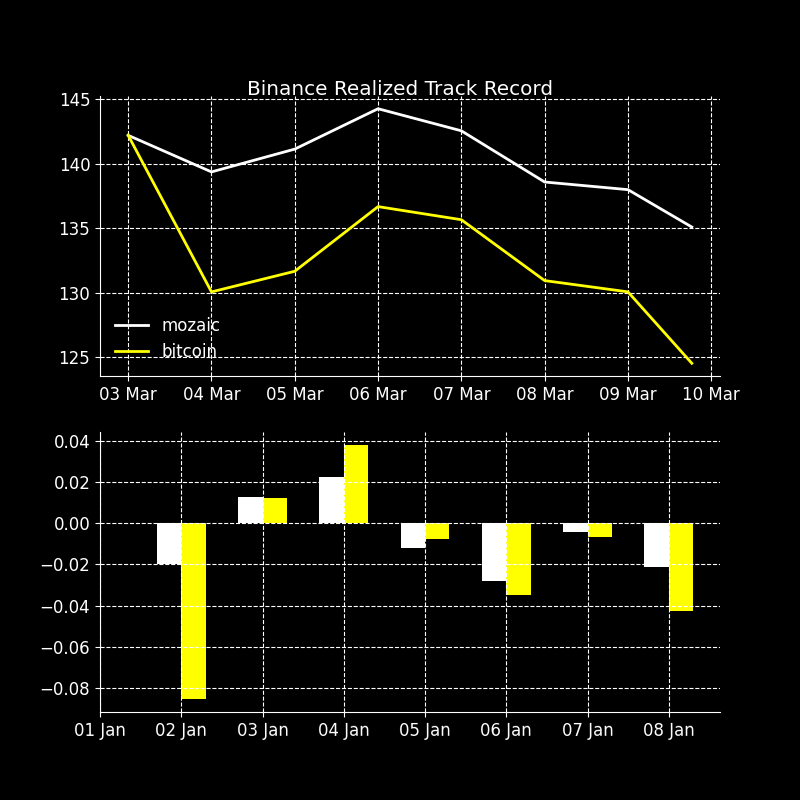 Binance Realized Track Record
145
140
135
130
125
mozaic
bitcoin
03 Mar 04 Mar 05 Mar 06 Mar 07 Mar 08 Mar 09 Mar 10 Mar
0.04
0.02
0.00
−0.02
−0.04
−0.06
−0.08
01 Jan 02 Jan 03 Jan 04 Jan 05 Jan 06 Jan 07 Jan 08 Jan